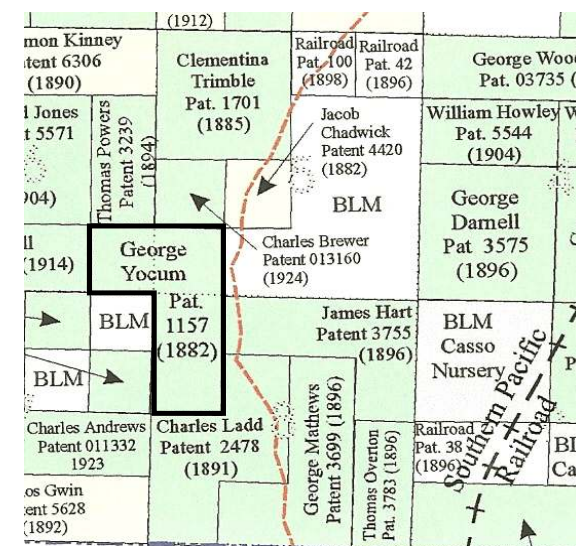 (1912)
mon Kinney
tent 6306
(1890)
Clementina
Trimble
Pat. 1701
(1885)
Railroad
Pat. 100
(1898)
Railroad
Pat. 42
(1896)
George Woo
Pat. 03735 (
l Jones
t 5571
904)
Thomas Powers
Patent 3239
(1894)
Jacob
Chadwick
Patent 4420
(1882)
BLM
William Howley
Pat. 5544
(1904)
W
George
Darnell
Pat 3575
(1896)
Charles Brewer
Patent 013160
(1924)
ll
(1914)
George
Yocum
Pat.
1157
(1882)
BLM
BLM
James Hart
Patent 3755
(1896)
BLM
Casso
Nursery
P
Southern Pacific
Railroad
Charles Andrews
Patent 011332
1923
Charles Ladd
Patent 2478
(1891)
George Mathews
Patent 3699 (1896)
Thomas Overton
Pat. 3783 (1896)
Railroad
Pat. 38
(1896)
BL
Ca
os Gwin
ent 5628
(1892)